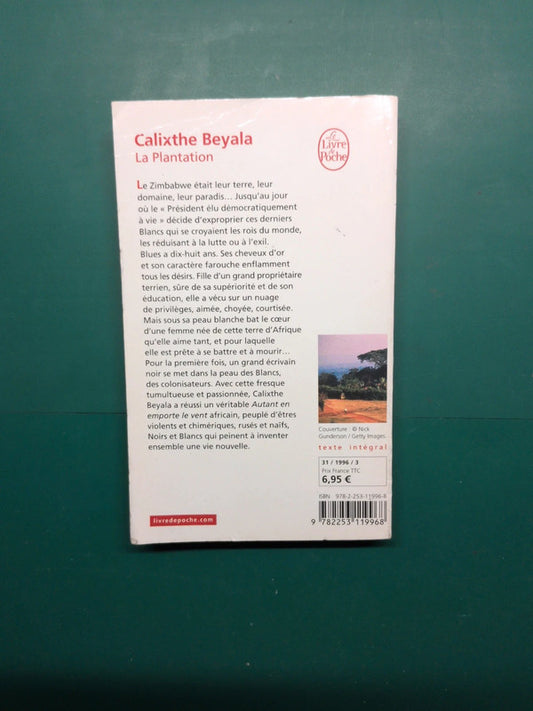 Calixthe Beyala
La Plantation
Le Livre de Poche
Le Zimbabwe était leur terre, leur
domaine, leur paradis... Jusqu'au jour
où le « Président élu démocratiquement
à vie » décide d'exproprier ces derniers
Blancs qui se croyaient les rois du monde,
les réduisant à la lutte ou à l'exil.
Blues a dix-huit ans. Ses cheveux d'or
et son caractère farouche enflamment
tous les désirs. Fille d'un grand propriétaire
terrien, sûre de sa supériorité et de son
éducation, elle a vécu sur un nuage
de privilèges, aimée, choyée, courtisée.
Mais sous sa peau blanche bat le cœur
d'une femme née de cette terre d'Afrique
qu'elle aime tant, et pour laquelle
elle est prête à se battre et à mourir...
Pour la première fois, un grand écrivain
noir se met dans la peau des Blancs,
des colonisateurs. Avec cette fresque
tumultueuse et passionnée, Calixthe
Beyala a réussi un véritable Autant en
emporte le vent africain, peuplé d'êtres
violents et chimériques, rusés et naïfs,
Noirs et Blancs qui peinent à inventer
ensemble une vie nouvelle.
livredepoche.com
Couverture : © Nick
Gunderson / Getty Images.
texte intégral
31 / 1996 / 3
Prix France TTC
6,95 €
ISBN 978-2-253-11996-8
9 782253 119968